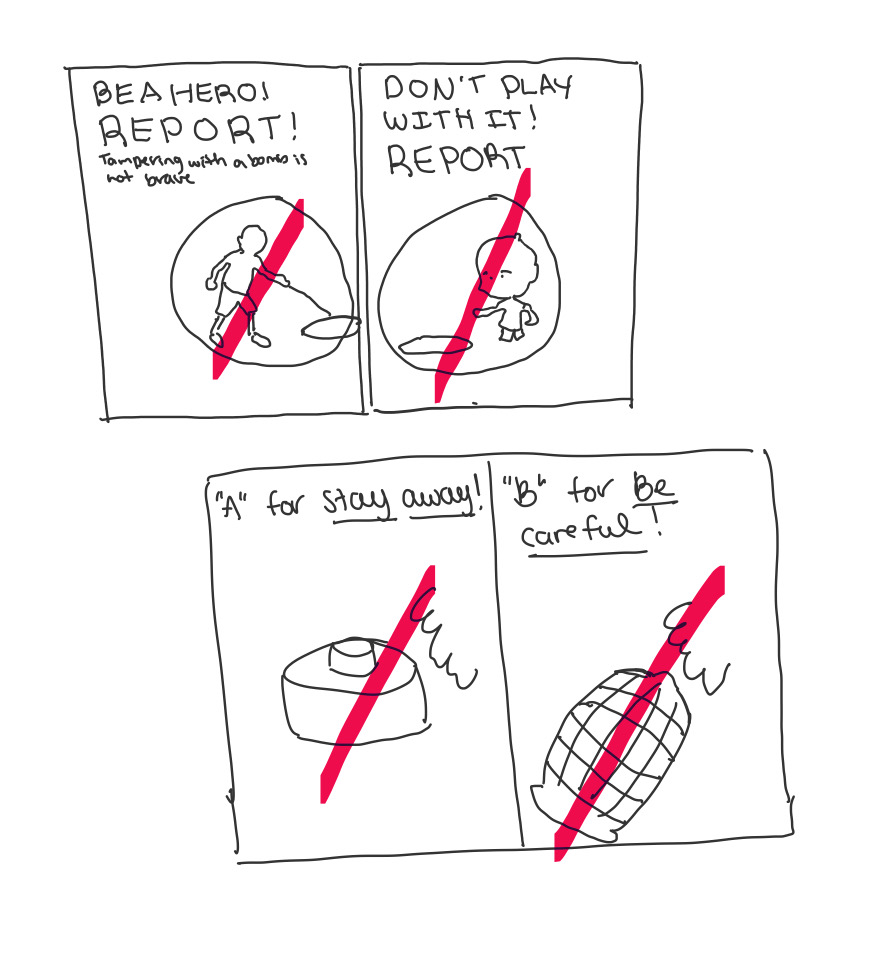 BE A HERO!
REPORT!
Tampering with a bomb is
not brave
DON'T PLAY
WITH IT!
REPORT
"A" for stay away!
"B" for Be
careful!